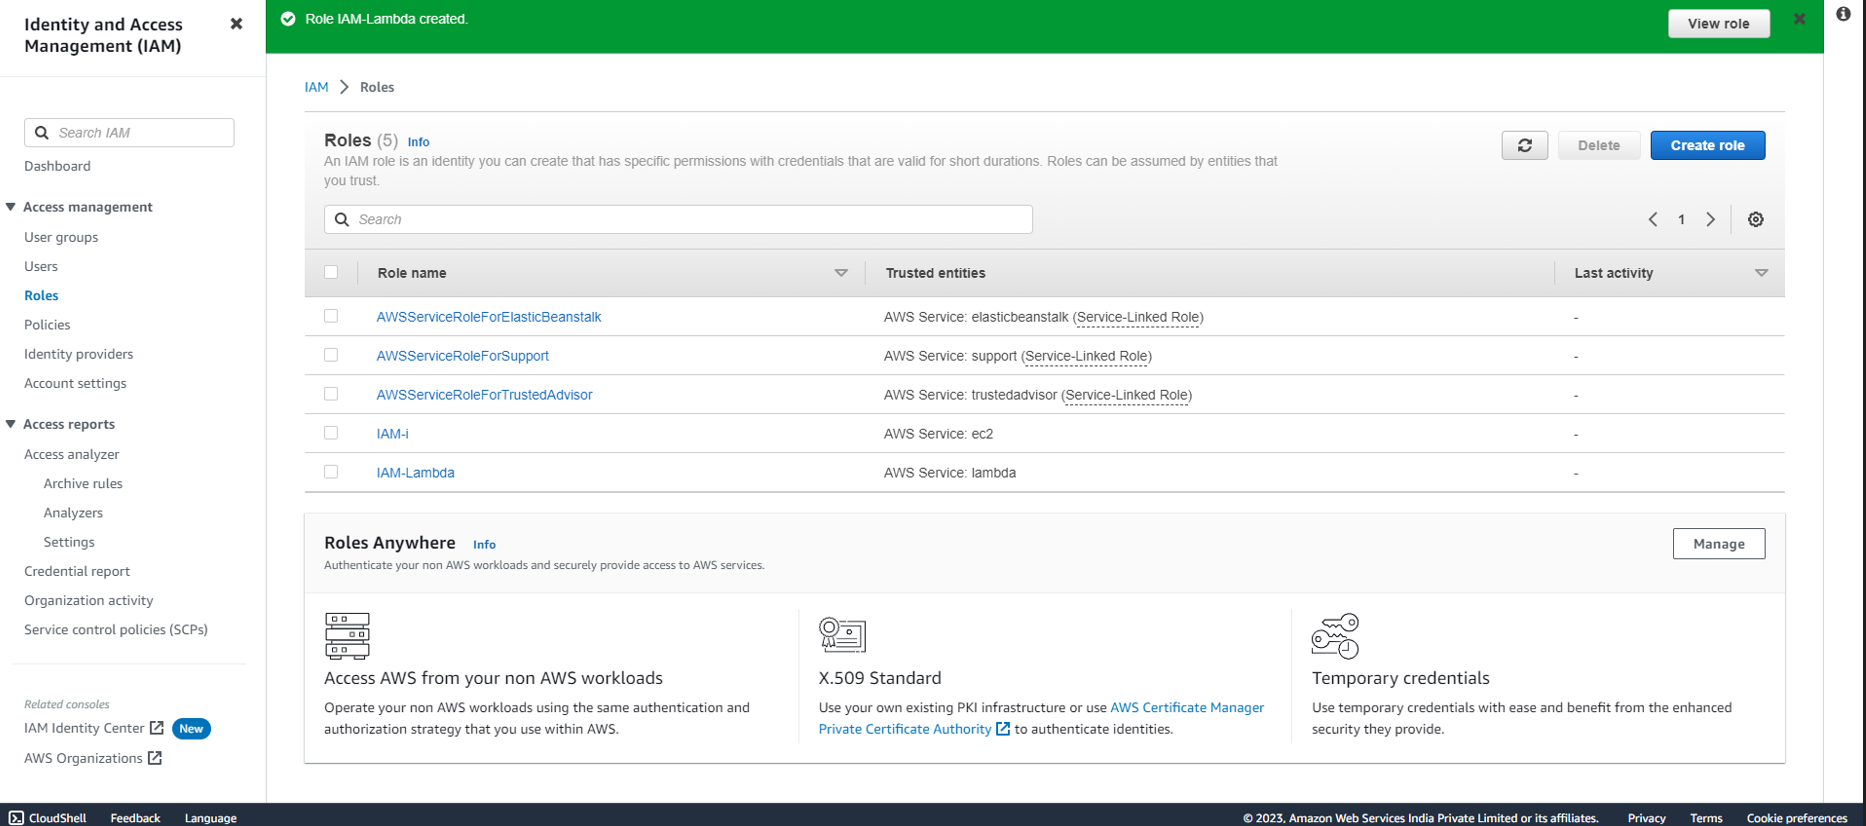 Identity and Access
Management (IAM)
Role IAM-Lambda created.
View role
Search IAM
Dashboard
Access management
User groups
Users
Roles
Policies
Identity providers
Account settings
Access reports
Access analyzer
Archive rules
Analyzers
Settings
Credential report
Organization activity
Service control policies (SCPs)
Related consoles
IAM Identity Center New
AWS Organizations
IAM > Roles
Roles (5) Info
An IAM role is an identity you can create that has specific permissions with credentials that are valid for short durations. Roles can be assumed by entities that
you trust.
Delete
Create role
Search
1
Role name Trusted entities Last activity
AWSServiceRoleForElasticBeanstalk AWS Service: elasticbeanstalk (Service-Linked Role) -
AWSServiceRoleForSupport AWS Service: support (Service-Linked Role) -
AWSServiceRoleForTrustedAdvisor AWS Service: trustedadvisor (Service-Linked Role) -
IAM-i AWS Service: ec2 -
IAM-Lambda AWS Service: lambda -
Roles Anywhere Info
Authenticate your non AWS workloads and securely provide access to AWS services.
Manage
Access AWS from your non AWS workloads
Operate your non AWS workloads using the same authentication and
authorization strategy that you use within AWS.
X.509 Standard
Use your own existing PKI infrastructure or use AWS Certificate Manager
Private Certificate Authority to authenticate identities.
Temporary credentials
Use temporary credentials with ease and benefit from the enhanced
security they provide.
CloudShell Feedback Language © 2023, Amazon Web Services India Private Limited or its affiliates. Privacy Terms Cookie preferences